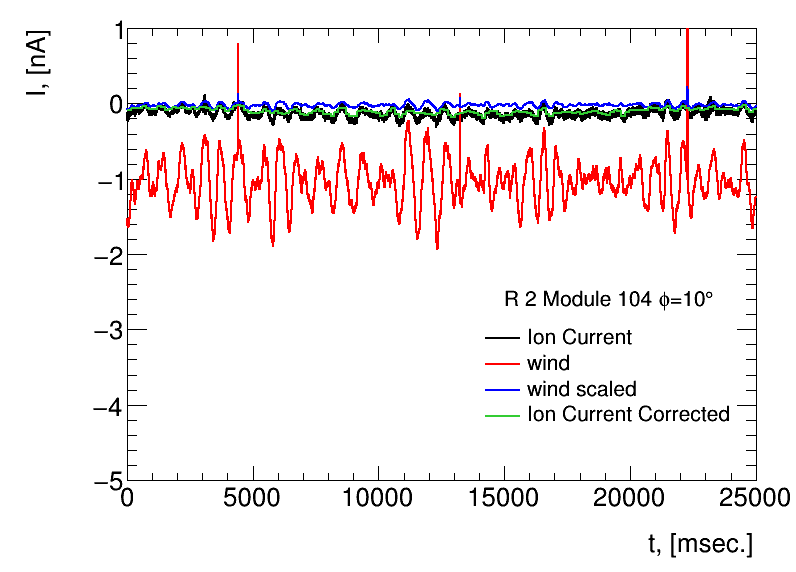 I, [nA]
1
0
−1
−2
−3
−4
−5
R 2 Module 104 ϕ=10°
Ion Current
wind
wind scaled
Ion Current Corrected
0 5000 10000 15000 20000 25000
t, [msec.]